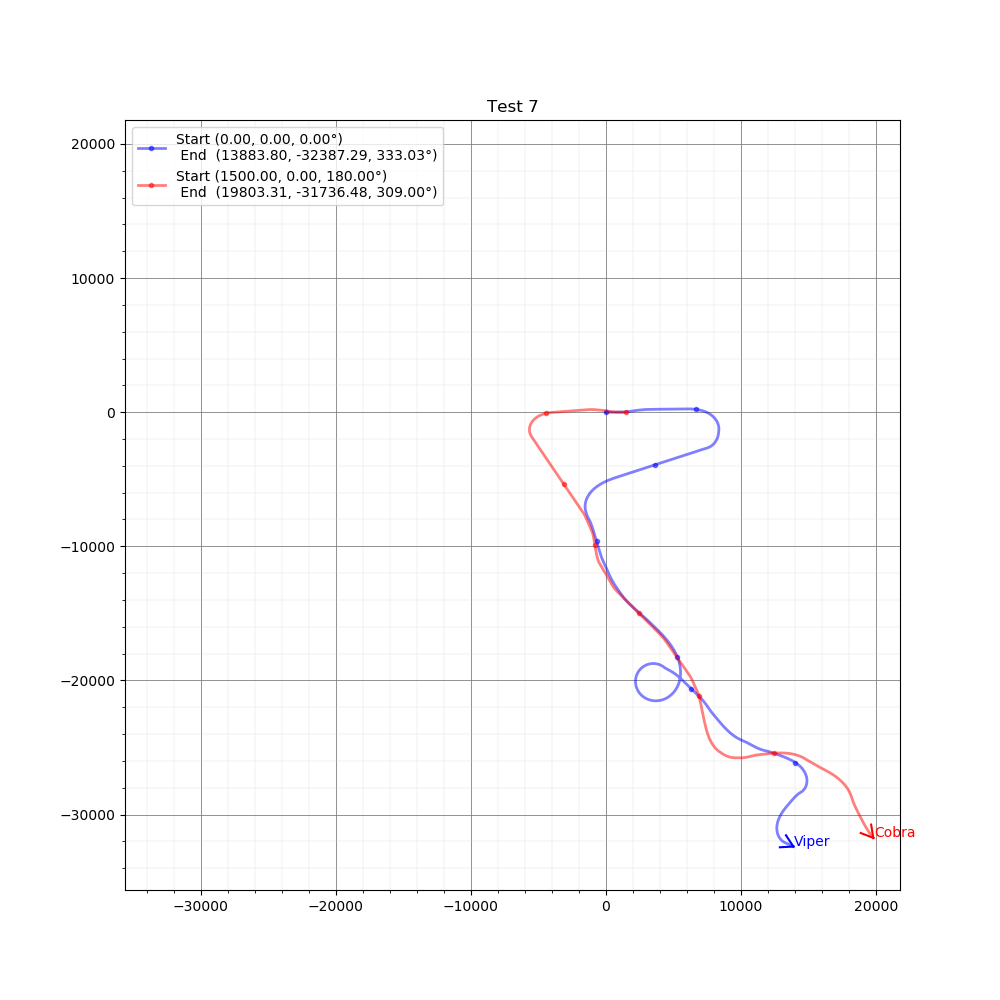 Test 7
Start (0.00, 0.00, 0.00°)
End (13883.80, -32387.29, 333.03°)
Start (1500.00, 0.00, 180.00°)
End (19803.31, -31736.48, 309.00°)
20000
10000
0
−10000
−20000
−30000
Viper
Cobra
−30000
−20000
−10000
0
10000
20000